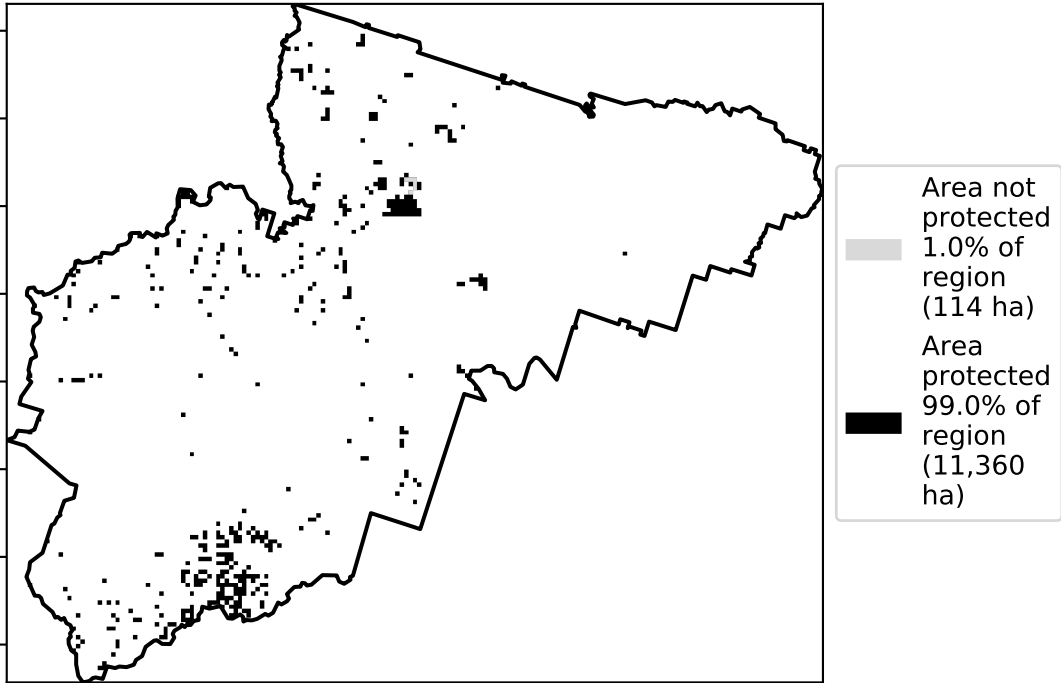 Area not
protected
1.0% of
region
(114 ha)
Area
protected
99.0% of
region
(11,360
ha)